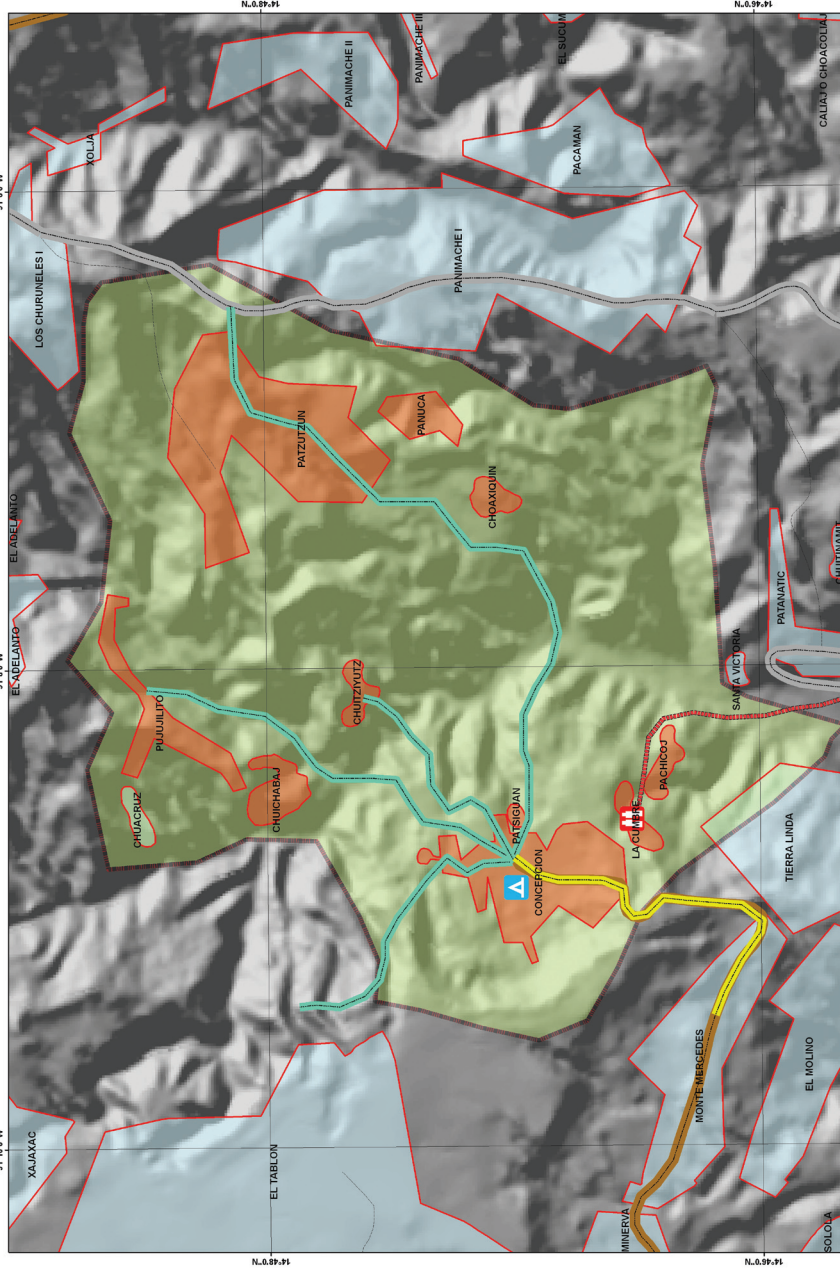 14°48'0"N
14°46'0"N
PANIMACHE II
PANIMACHE III
EL SUCUM
CALIAJ O CHOACOLIAJ
XOLJA
PACAMAN
LOS CHURUNELES I
PANIMACHE I
PATZUTZUN
PANUCA
CHOAXIQUIN
EL ADELANTO
EL ADELANTO
PATANATIC
SANTA VICTORIA
PUJUJILITO
CHUITZIYUTZ
CHUACRUZ
CHUICHABAJ
PATSIGUAN
PACHICOJ
LA CUMBRE
CONCEPCION
TIERRA LINDA
MONTE MERCEDES
EL MOLINO
XAJAXAC
EL TABLON
MINERVA
SOLOLA
14°48'0"N
14°46'0"N